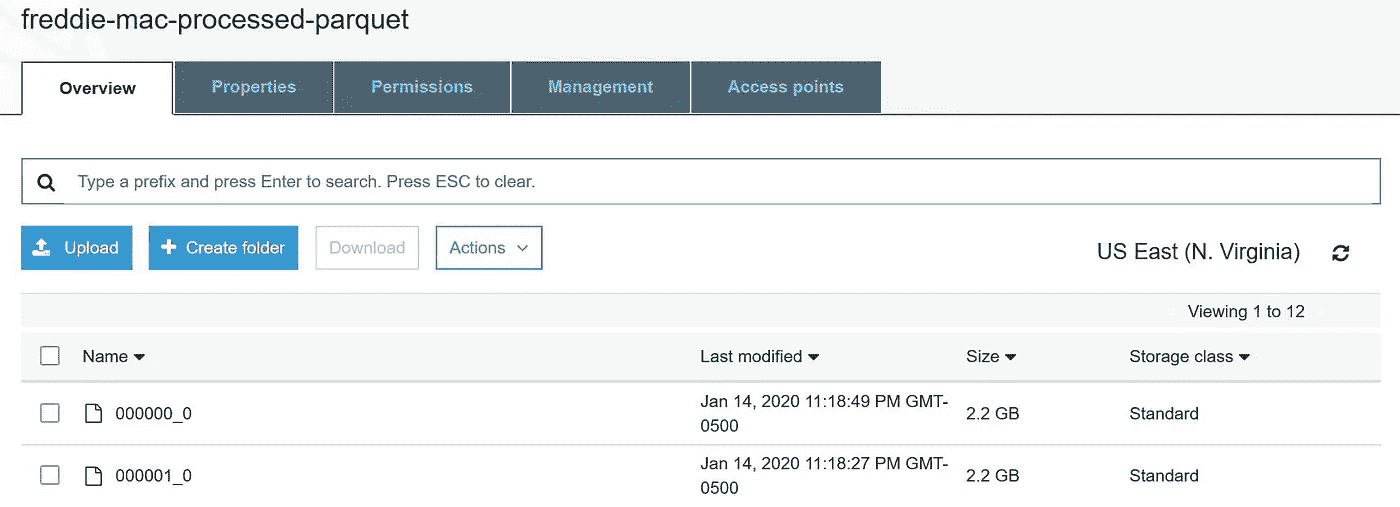 freddie-mac-processed-parquet
Overview Properties Permissions Management Access points
Type a prefix and press Enter to search. Press ESC to clear.
Upload Create folder Download Actions
US East (N. Virginia)
Viewing 1 to 12
Name Last modified Size Storage class
000000_0 Jan 14, 2020 11:18:49 PM GMT-
0500 2.2 GB Standard
000001_0 Jan 14, 2020 11:18:27 PM GMT-
0500 2.2 GB Standard